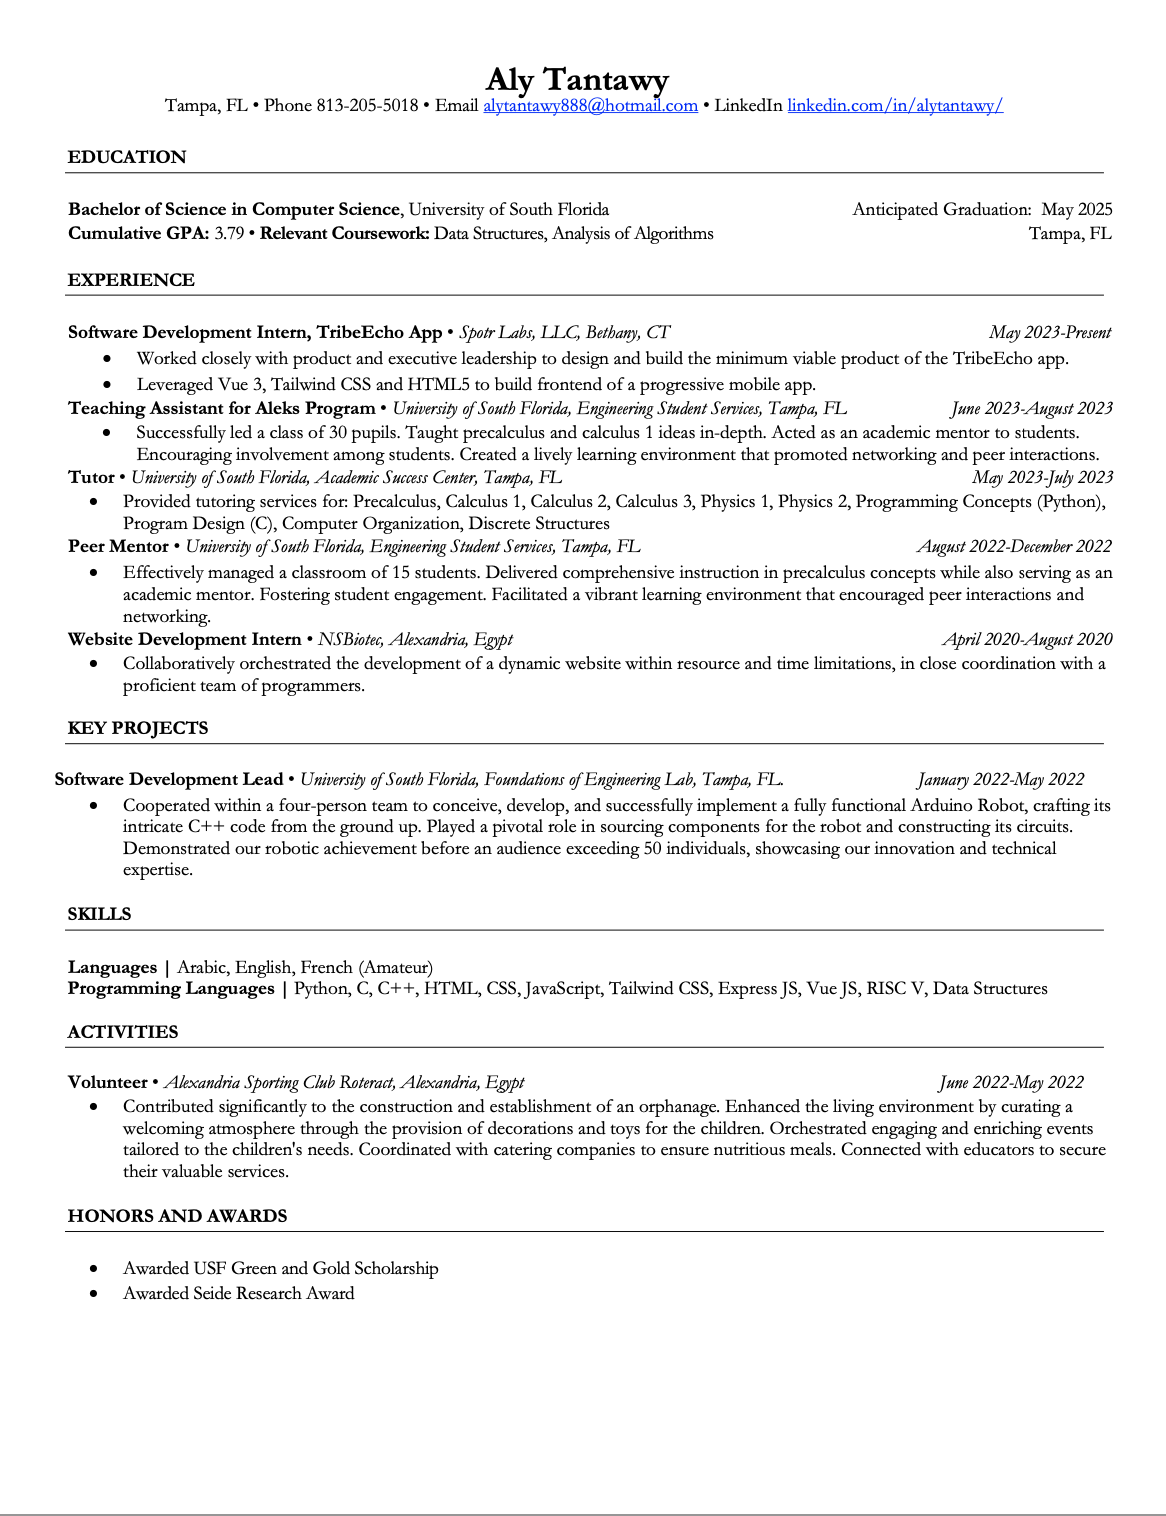 Aly Tantawy
Tampa, FL • Phone 813-205-5018 • Email alytantawy888@hotmail.com • LinkedIn linkedin.com/in/alytantawy/
EDUCATION
Bachelor of Science in Computer Science, University of South Florida Anticipated Graduation: May 2025
Cumulative GPA: 3.79 • Relevant Coursework: Data Structures, Analysis of Algorithms Tampa, FL
EXPERIENCE
Software Development Intern, TribeEcho App • Spotr Labs, LLC, Bethany, CT May 2023-Present
• Worked closely with product and executive leadership to design and build the minimum viable product of the TribeEcho app.
• Leveraged Vue 3, Tailwind CSS and HTML5 to build frontend of a progressive mobile app.
Teaching Assistant for Aleks Program • University of South Florida, Engineering Student Services, Tampa, FL June 2023-August 2023
• Successfully led a class of 30 pupils. Taught precalculus and calculus 1 ideas in-depth. Acted as an academic mentor to students.
Encouraging involvement among students. Created a lively learning environment that promoted networking and peer interactions.
Tutor • University of South Florida, Academic Success Center, Tampa, FL May 2023-July 2023
• Provided tutoring services for: Precalculus, Calculus 1, Calculus 2, Calculus 3, Physics 1, Physics 2, Programming Concepts (Python),
Program Design (C), Computer Organization, Discrete Structures
Peer Mentor • University of South Florida, Engineering Student Services, Tampa, FL August 2022-December 2022
• Effectively managed a classroom of 15 students. Delivered comprehensive instruction in precalculus concepts while also serving as an
academic mentor. Fostering student engagement. Facilitated a vibrant learning environment that encouraged peer interactions and
networking.
Website Development Intern • NSBiotec, Alexandria, Egypt April 2020-August 2020
• Collaboratively orchestrated the development of a dynamic website within resource and time limitations, in close coordination with a
proficient team of programmers.
KEY PROJECTS
Software Development Lead • University of South Florida, Foundations of Engineering Lab, Tampa, FL. January 2022-May 2022
• Cooperated within a four-person team to conceive, develop, and successfully implement a fully functional Arduino Robot, crafting its
intricate C++ code from the ground up. Played a pivotal role in sourcing components for the robot and constructing its circuits.
Demonstrated our robotic achievement before an audience exceeding 50 individuals, showcasing our innovation and technical
expertise.
SKILLS
Languages | Arabic, English, French (Amateur)
Programming Languages | Python, C, C++, HTML, CSS, JavaScript, Tailwind CSS, Express JS, Vue JS, RISC V, Data Structures
ACTIVITIES
Volunteer • Alexandria Sporting Club Roteract, Alexandria, Egypt June 2022-May 2022
• Contributed significantly to the construction and establishment of an orphanage. Enhanced the living environment by curating a
welcoming atmosphere through the provision of decorations and toys for the children. Orchestrated engaging and enriching events
tailored to the children's needs. Coordinated with catering companies to ensure nutritious meals. Connected with educators to secure
their valuable services.
HONORS AND AWARDS
• Awarded USF Green and Gold Scholarship
• Awarded Seide Research Award